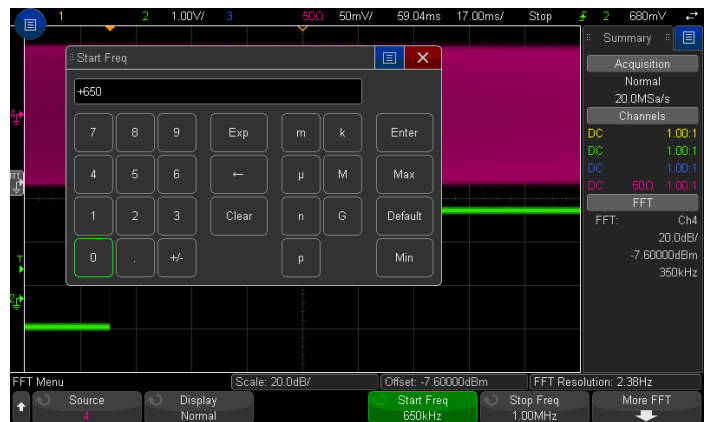 1 2 1.00V/ 3 50Ω 50mV/ 59.04ms 17.00ms/ Stop 2 680mV
Summary
Start Freq
Acquisition
Normal
20.0MSa/s
Channels
+650
DC 1.00:1
DC 1.00:1
DC 1.00:1
DC 50Ω 1.00:1
FFT
FFT: Ch4
20.0dB/
-7.60000dBm
350kHz
7 8 9 Exp m k Enter
4 5 6 ← µ M Max
1 2 3 Clear n G Default
0 . +/- p Min
4
FFT
T
2
FFT Menu Scale: 20.0dB/ Offset: -7.60000dBm FFT Resolution: 2.38Hz
Source Display Start Freq Stop Freq More FFT
4 Normal 650kHz 1.00MHz